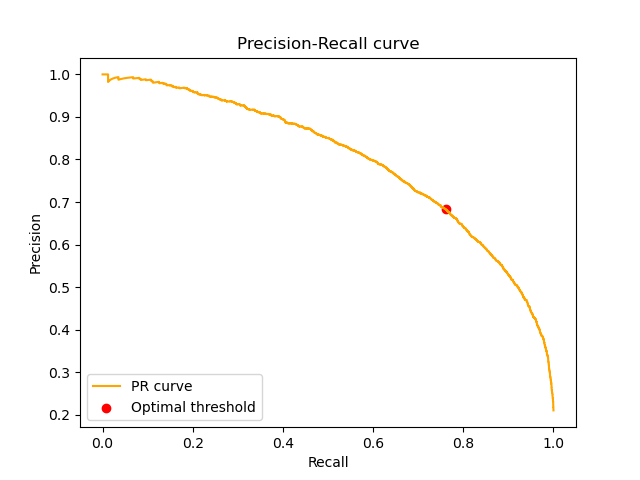 Precision-Recall curve
1.0
0.9
0.8
0.7
0.6
0.5
0.4
0.3
0.2
Precision
PR curve
Optimal threshold
0.0 0.2 0.4 0.6 0.8 1.0
Recall